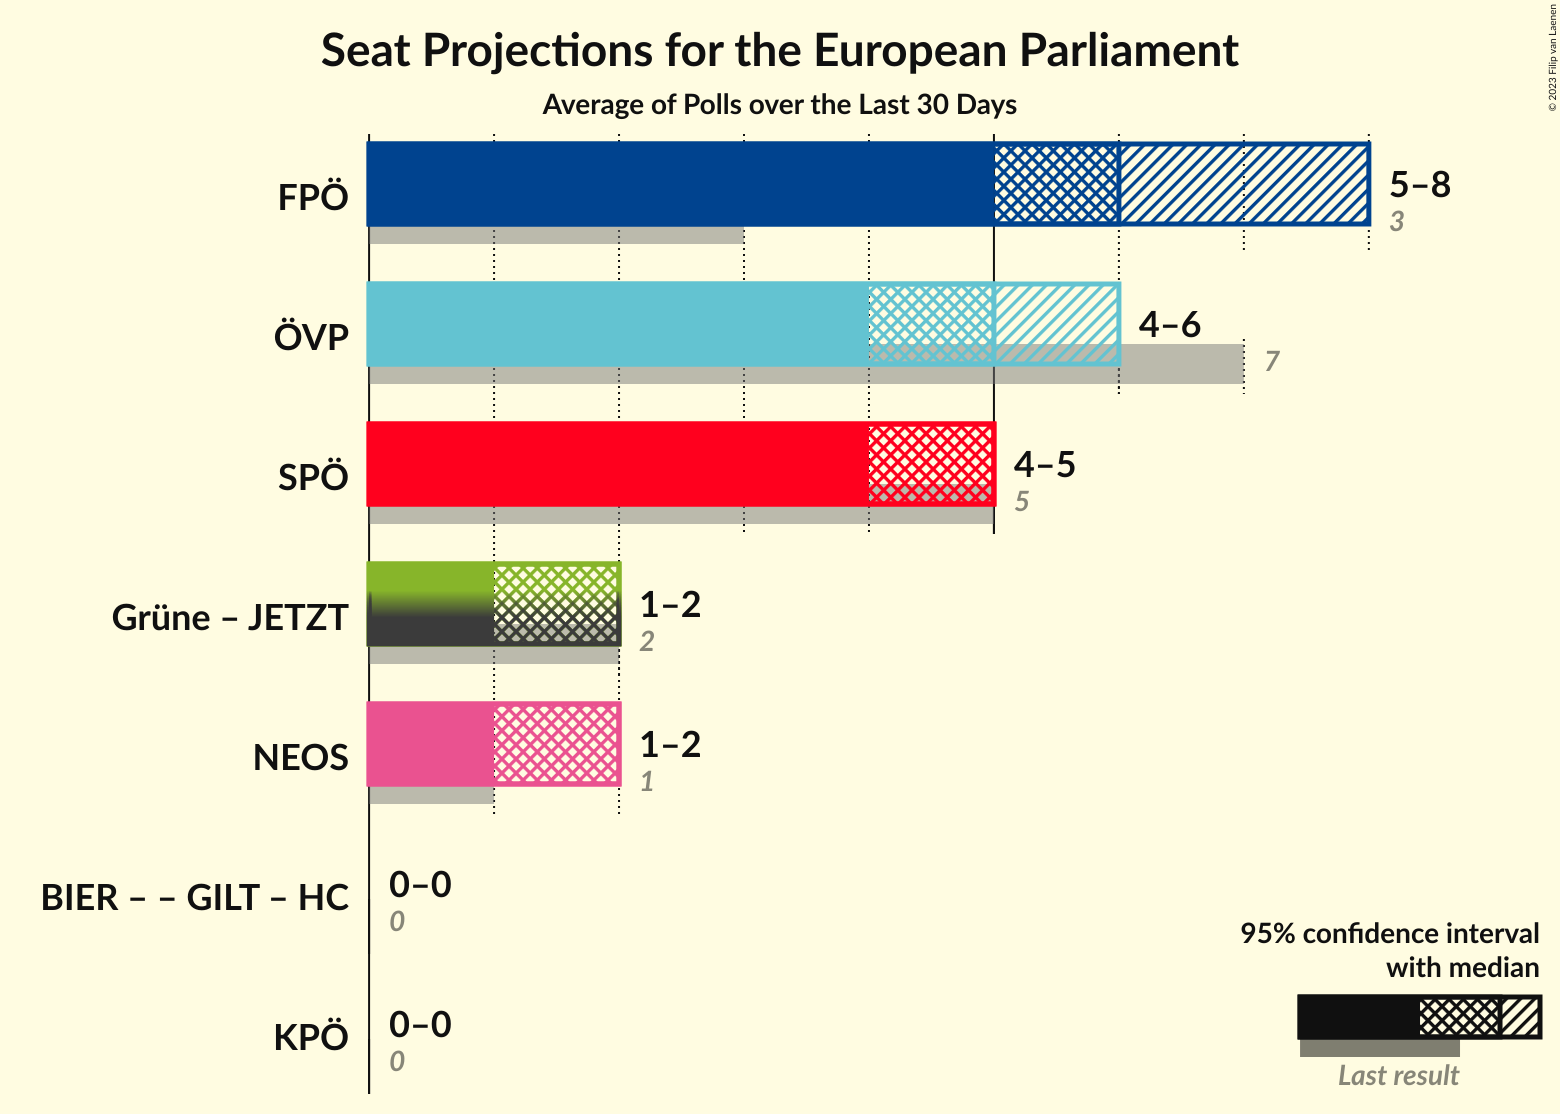 Seat Projections for the European Parliament
Average of Polls over the Last 30 Days
© 2023 Filip van Laenen
FPÖ
5–8
3
ÖVP
4–6
7
SPÖ
4–5
5
Grüne – JETZT
1–2
2
NEOS
1–2
1
BIER – – GILT – HC
0–0
0
KPÖ
0–0
0
95% confidence interval
with median
Last result